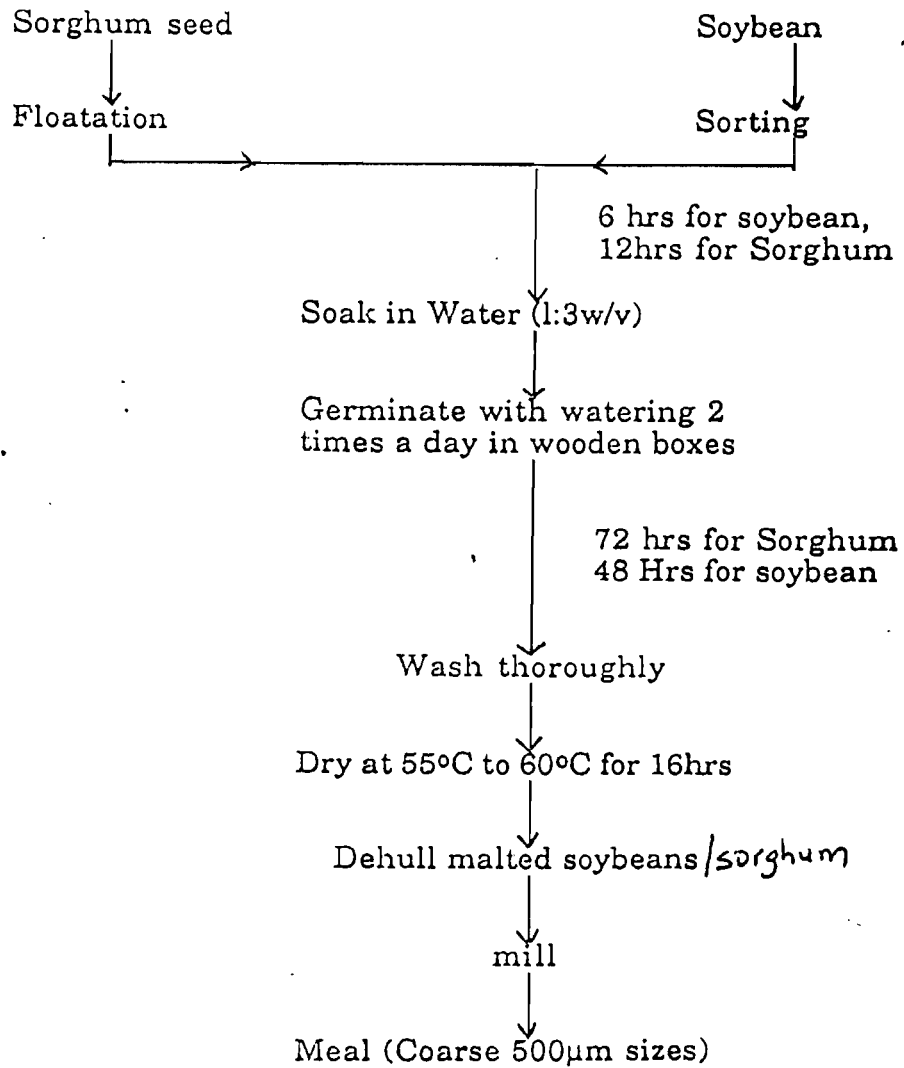 Sorghum seed
Soybean
Floatation
Sorting
6 hrs for soybean,
12hrs for Sorghum
Soak in Water (1:3w/v)
Germinate with watering 2
times a day in wooden boxes
72 hrs for Sorghum
48 Hrs for soybean
Wash thoroughly
Dry at 55ºC to 60ºC for 16hrs
Dehull malted soybeans/sorghum
mill
Meal (Coarse 500µm sizes)